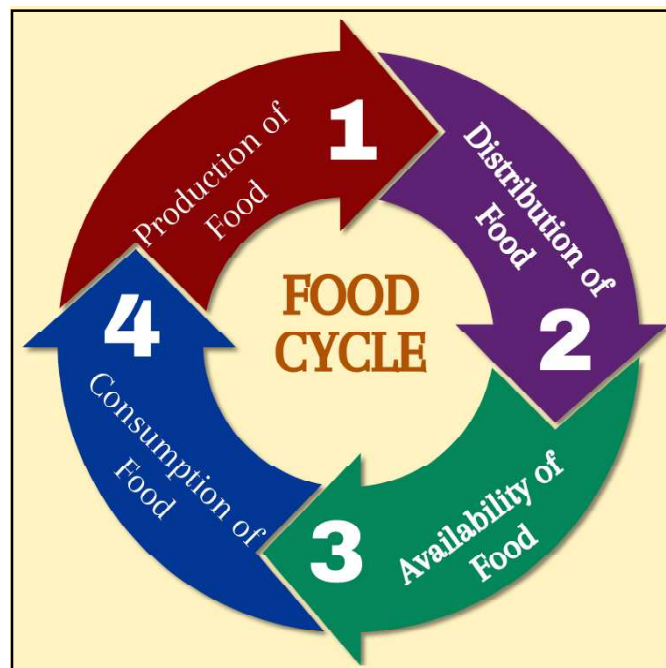 FOOD
CYCLE
1
Production of
Food
2
Distribution of
Food
3
Availability of
Food
4
Consumption of
Food